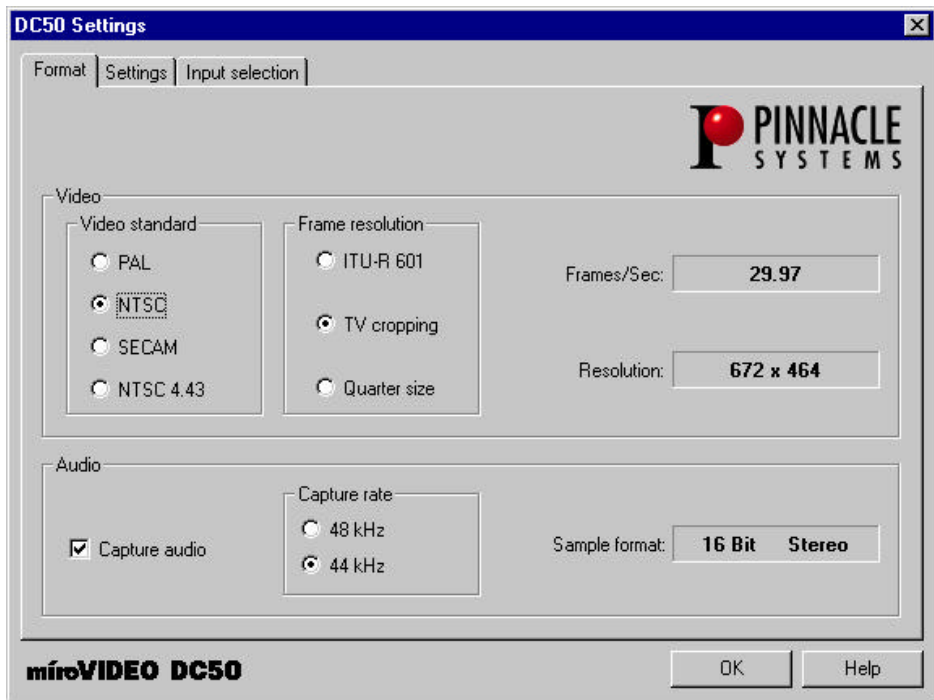 DC50 Settings
Format Settings Input selection
PINNACLE
SYSTEMS
Video
Video standard
PAL
NTSC
SECAM
NTSC 4.43
Frame resolution
ITU-R 601
TV cropping
Quarter size
Frames/Sec: 29.97
Resolution: 672 x 464
Audio
Capture audio
Capture rate
48 kHz
44 kHz
Sample format: 16 Bit Stereo
míroVIDEO DC50
OK
Help